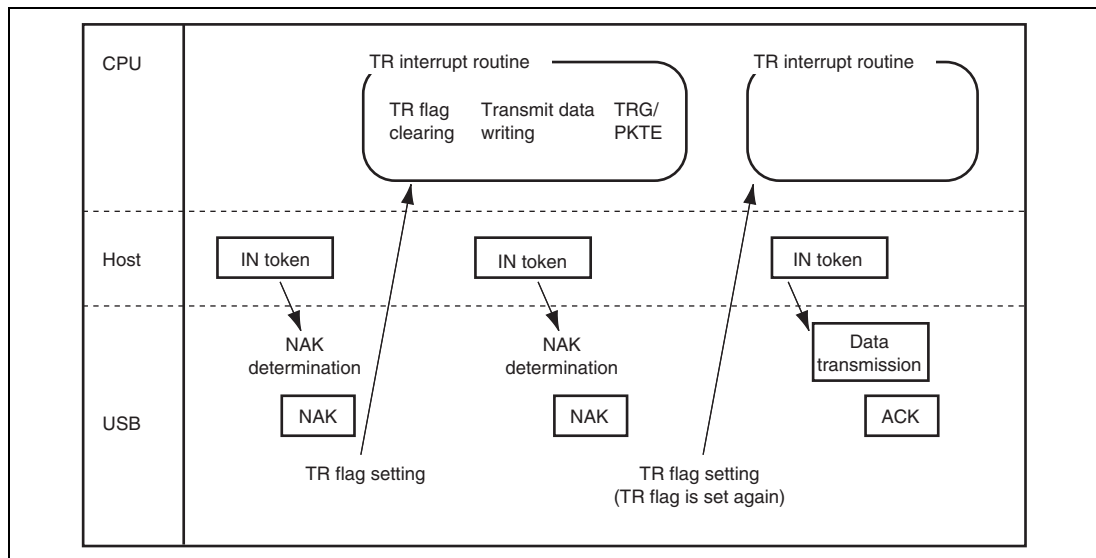 CPU
TR interrupt routine
TR flag clearing
Transmit data writing
TRG/ PKTE
TR interrupt routine
Host
IN token
IN token
IN token
USB
NAK determination
NAK
TR flag setting
NAK determination
NAK
TR flag setting
(TR flag is set again)
Data transmission
ACK